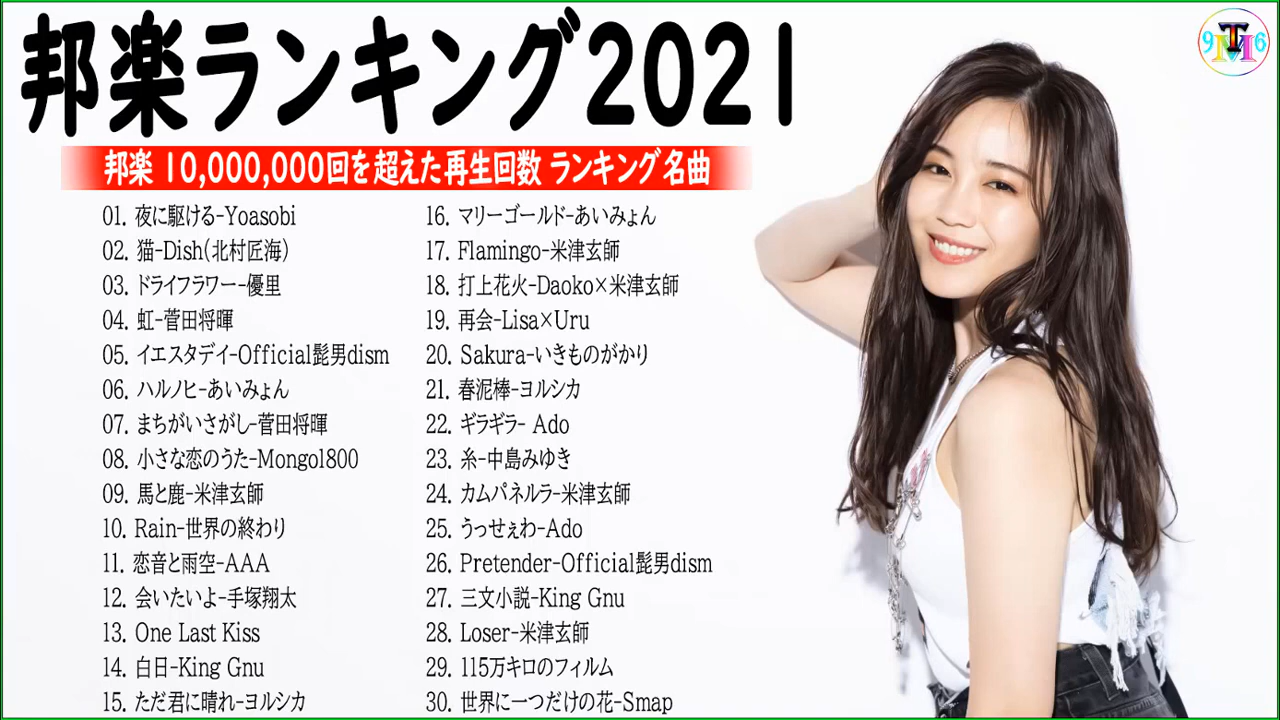 邦楽ランキング2021
邦楽 10,000,000回を超えた再生回数 ランキング名曲
01. 夜に駆ける-Yoasobi
02. 猫-Dish(北村匠海)
03. ドライフラワー-優里
04. 虹-菅田将暉
05. イエスタデイ-Official髭男dism
06. ハルノヒ-あいみょん
07. まちがいさがし-菅田将暉
08. 小さな恋のうた-Mongol800
09. 馬と鹿-米津玄師
10. Rain-世界の終わり
11. 恋音と雨空-AAA
12. 会いたいよ-手塚翔太
13. One Last Kiss
14. 白日-King Gnu
15. ただ君に晴れ-ヨルシカ
16. マリーゴールド-あいみょん
17. Flamingo-米津玄師
18. 打上花火-Daoko×米津玄師
19. 再会-Lisa×Uru
20. Sakura-いきものがかり
21. 春泥棒-ヨルシカ
22. ギラギラ- Ado
23. 糸-中島みゆき
24. カムパネルラ-米津玄師
25. うっせぇわ-Ado
26. Pretender-Official髭男dism
27. 三文小説-King Gnu
28. Loser-米津玄師
29. 115万キロのフィルム
30. 世界に一つだけの花-Smap
9 TM 6